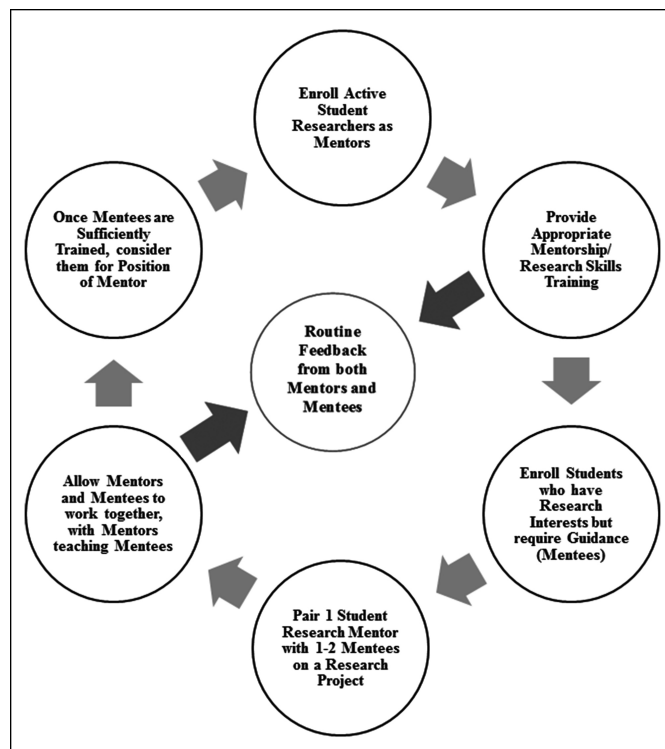 Enroll Active
Student
Researchers as
Mentors
Provide
Appropriate
Mentorship/
Research Skills
Training
Enroll Students
who have
Research
Interests but
require Guidance
(Mentees)
Pair 1 Student
Research Mentor
with 1-2 Mentees
on a Research
Project
Allow Mentors
and Mentees to
work together,
with Mentors
teaching Mentees
Once Mentees are
Sufficiently
Trained, consider
them for Position
of Mentor
Routine
Feedback
from both
Mentors and
Mentees